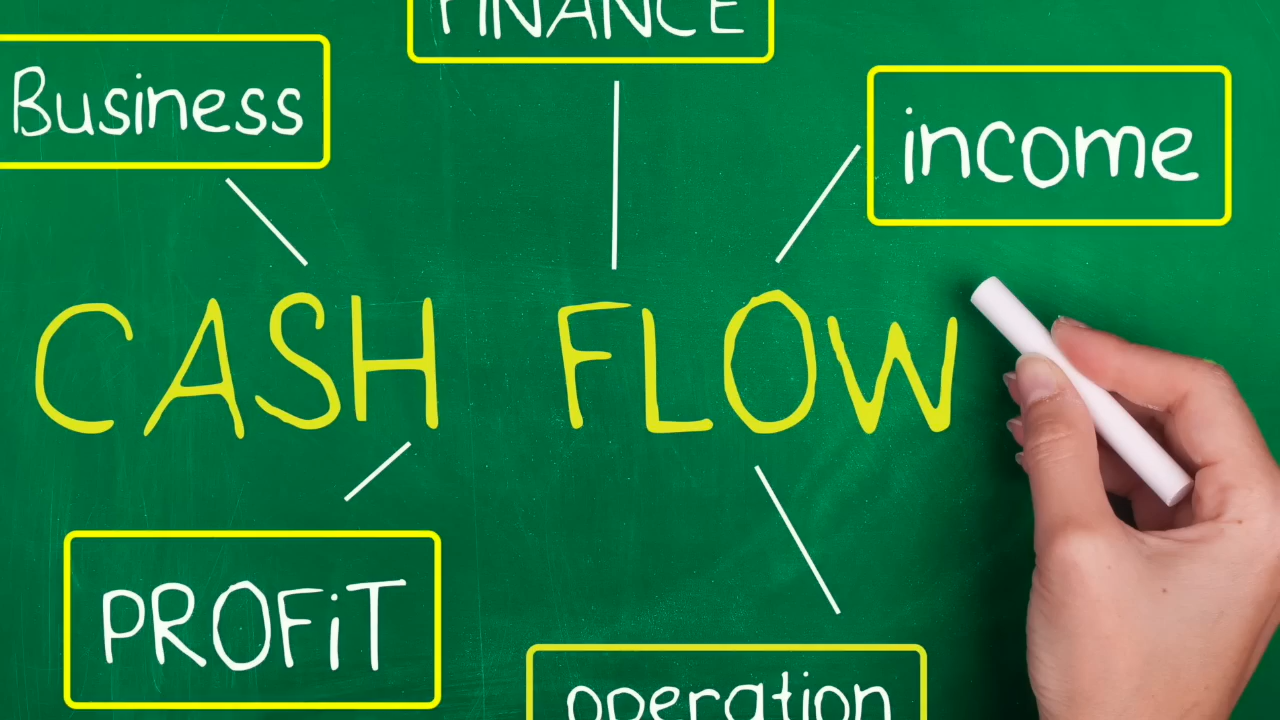 FINANCE
Business
income
CASH FLOW
PROFiT
operation